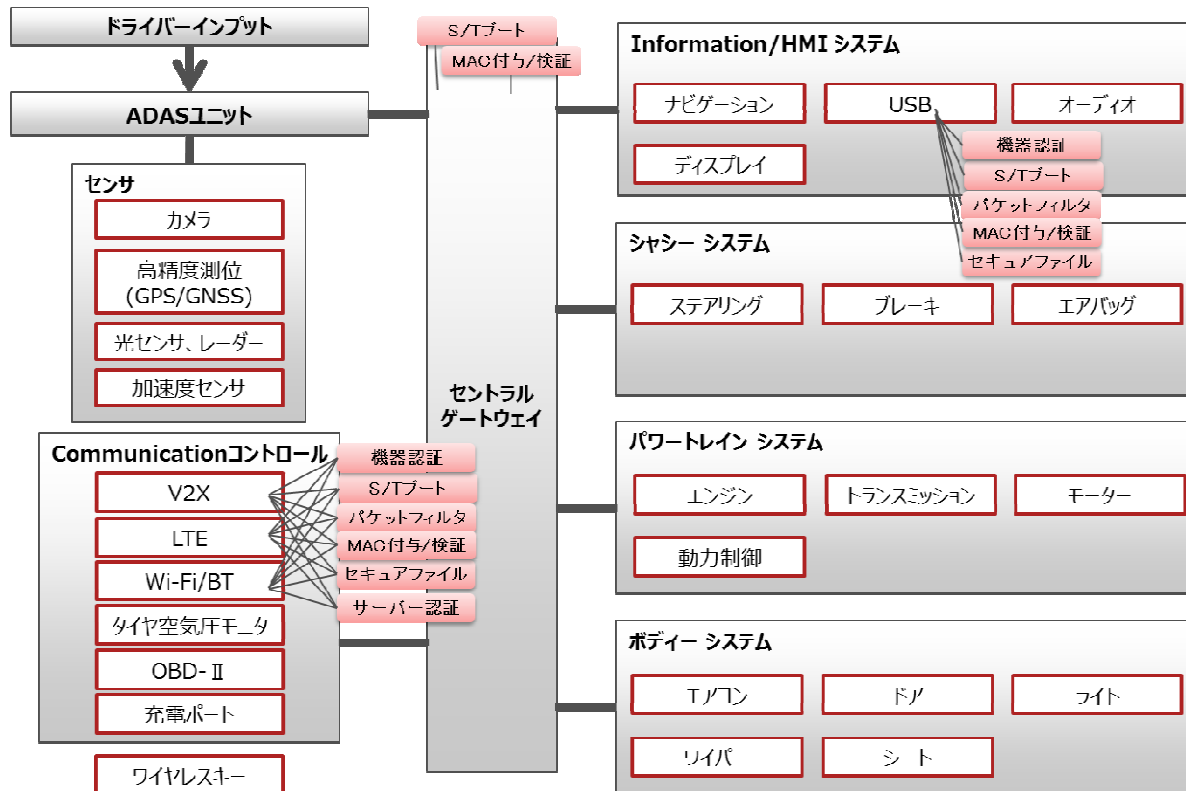 ドライバーインプット
ADASユニット
センサ
カメラ
高精度測位
(GPS/GNSS)
光センサ、レーダー
加速度センサ
Communicationコントロール
V2X
LTE
Wi-Fi/BT
タイヤ空気圧モニタ
OBD-Ⅱ
充電ポート
ワイヤレスキー
機器認証
S/Tブート
パケットフィルタ
MAC付与/検証
セキュアファイル
サーバー認証
S/Tブート
MAC付与/検証
セントラル
ゲートウェイ
Information/HMI システム
ナビゲーション
USB
オーディオ
ディスプレイ
機器認証
S/Tブート
パケットフィルタ
MAC付与/検証
セキュアファイル
シャシー システム
ステアリング
ブレーキ
エアバッグ
パワートレイン システム
エンジン
トランスミッション
モーター
動力制御
ボディー システム
エアコン
ドア
ライト
ワイパ
シート